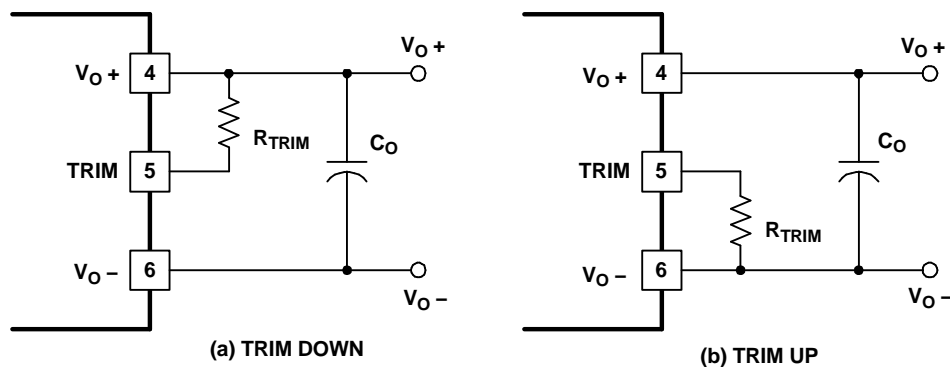 VO +
VO +
4
RTRIM
CO
TRIM
5
VO –
6
VO –
(a) TRIM DOWN
VO +
VO +
4
CO
TRIM
5
RTRIM
VO –
6
VO –
(b) TRIM UP